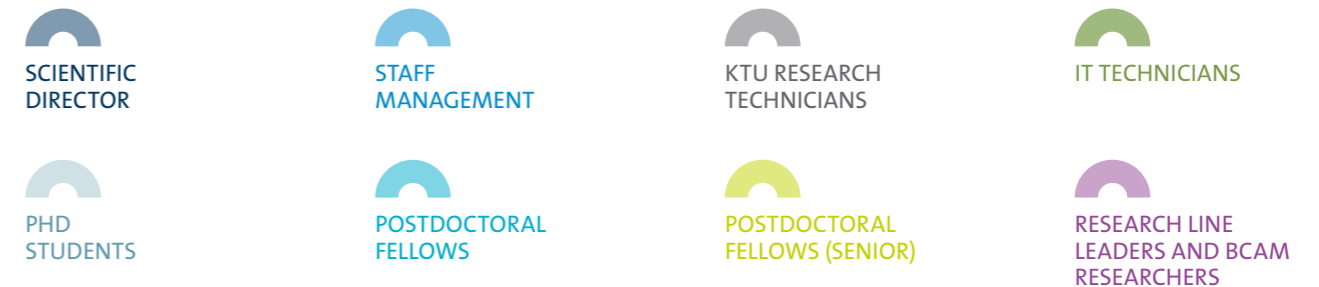 SCIENTIFIC
DIRECTOR
STAFF
MANAGEMENT
KTU RESEARCH
TECHNICIANS
IT TECHNICIANS
PHD
STUDENTS
POSTDOCTORAL
FELLOWS
POSTDOCTORAL
FELLOWS (SENIOR)
RESEARCH LINE
LEADERS AND BCAM
RESEARCHERS